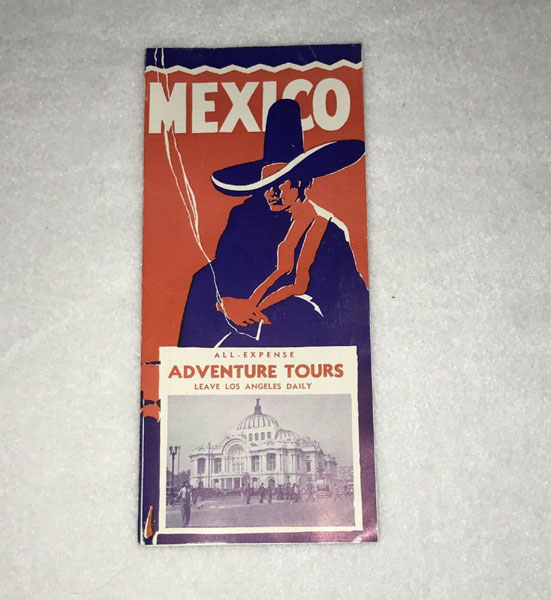 MEXICO
ALL-EXPENSE
ADVENTURE TOURS
LEAVE LOS ANGELES DAILY